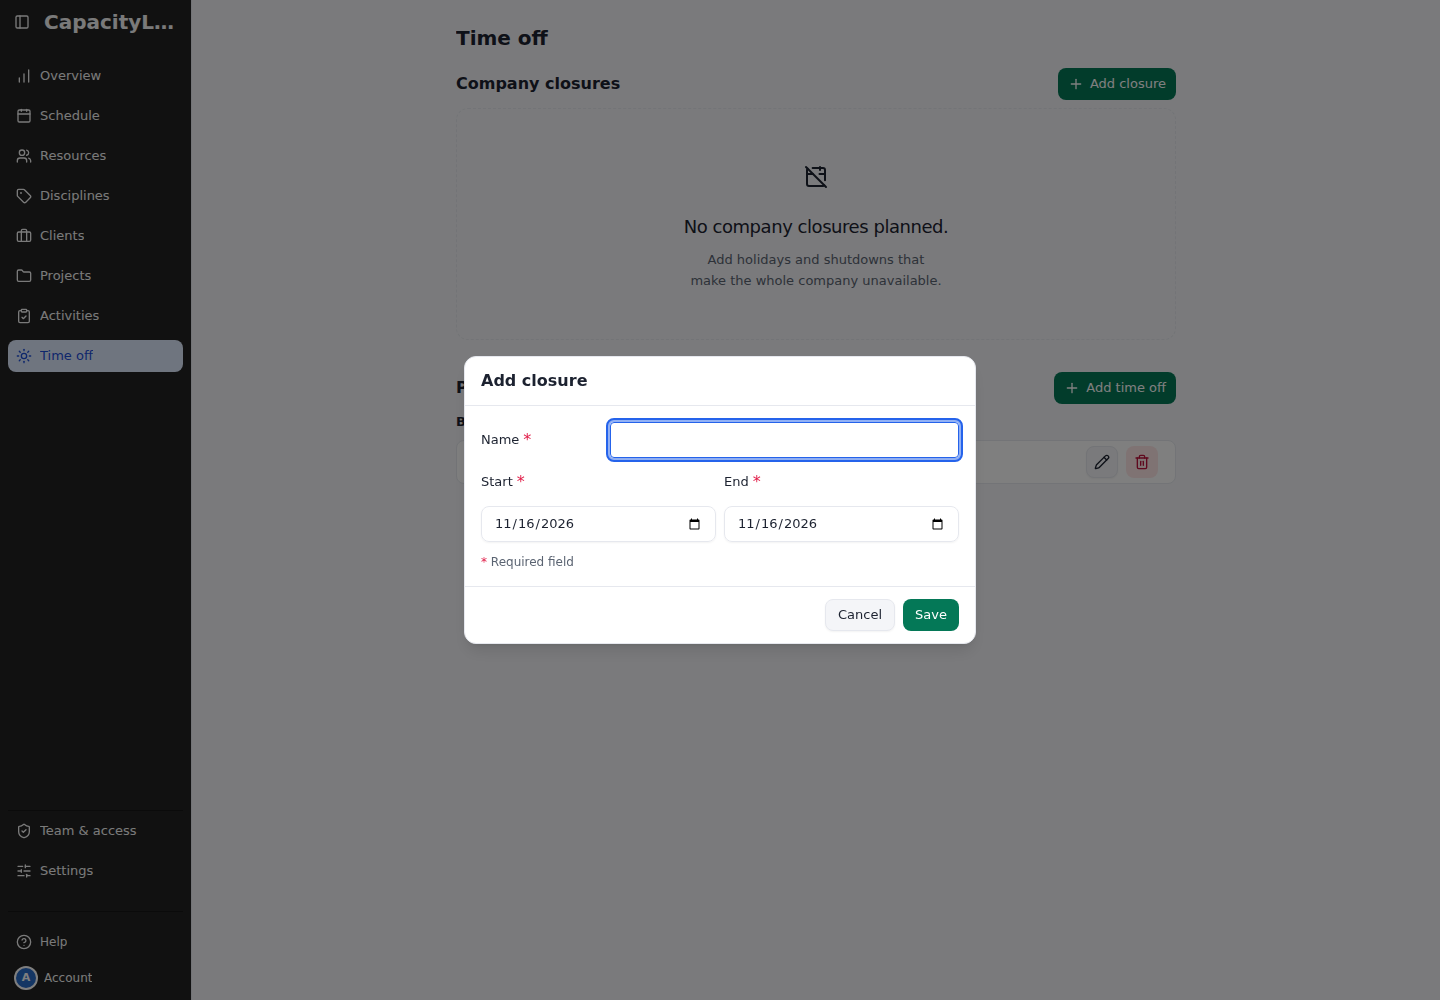 CapacityL...
Overview
Schedule
Resources
Disciplines
Clients
Projects
Activities
Time off
Team & access
Settings
Help
A Account
Time off
Company closures
Add closure
No company closures planned.
Add holidays and shutdowns that
make the whole company unavailable.
Add time off
Add closure
Name *
Start *
End *
11/16/2026
11/16/2026
* Required field
Cancel
Save